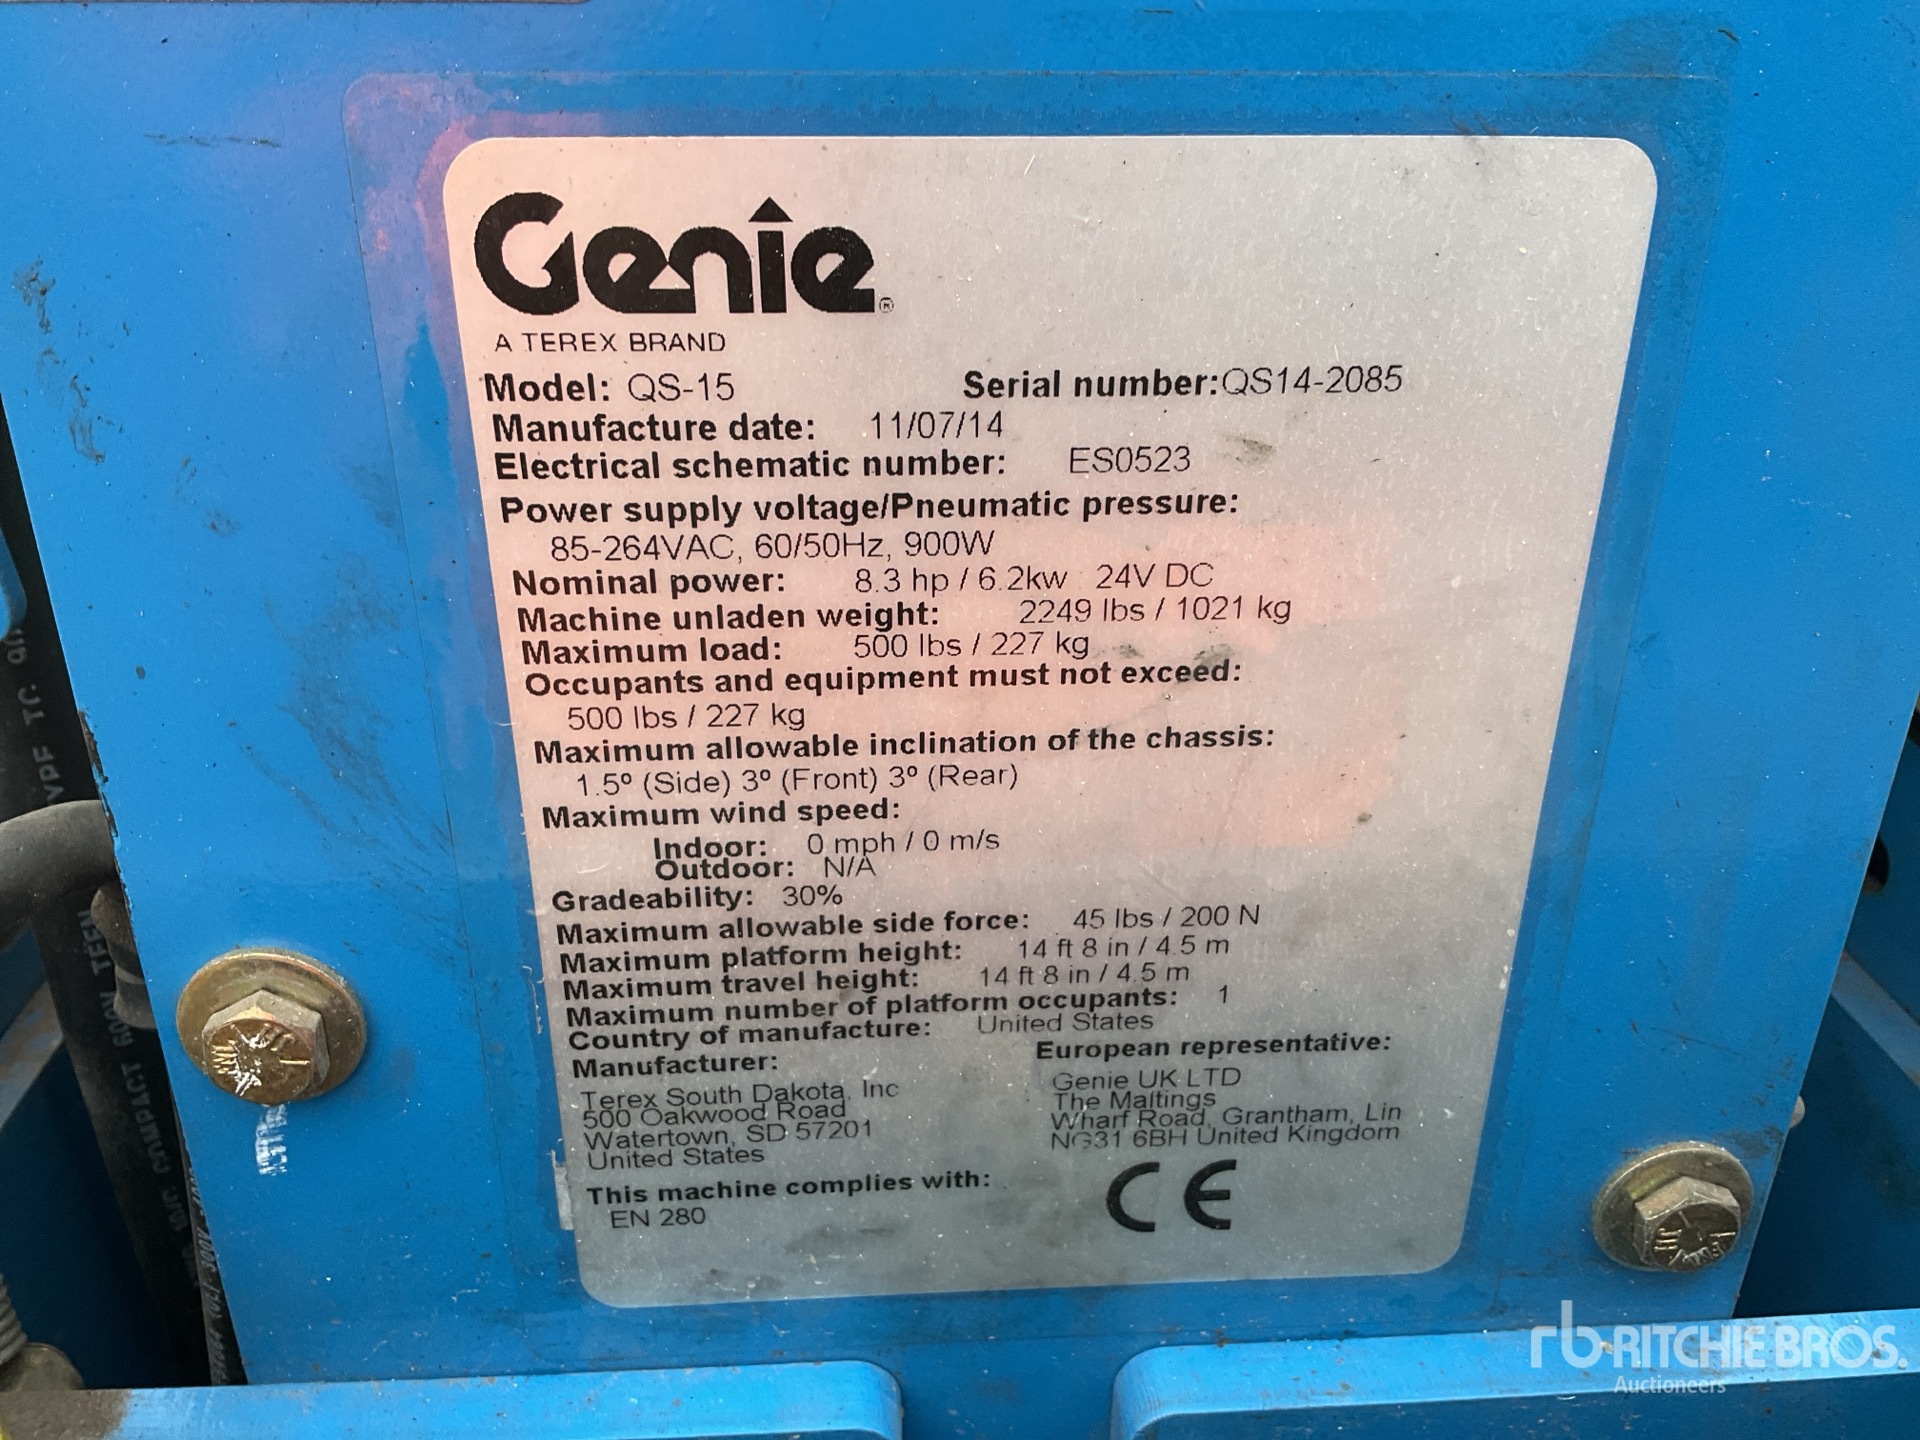 Genie®
A TEREX BRAND
Model: QS-15 Serial number:QS14-2085
Manufacture date: 11/07/14
Electrical schematic number: ES0523
Power supply voltage/Pneumatic pressure:
85-264VAC, 60/50Hz, 900W
Nominal power: 8.3 hp / 6.2kw 24V DC
Machine unladen weight: 2249 lbs / 1021 kg
Maximum load: 500 lbs / 227 kg
Occupants and equipment must not exceed:
500 lbs / 227 kg
Maximum allowable inclination of the chassis:
1.5º (Side) 3º (Front) 3º (Rear)
Maximum wind speed:
Indoor: 0 mph / 0 m/s
Outdoor: N/A
Gradeability: 30%
Maximum allowable side force: 45 lbs / 200 N
Maximum platform height: 14 ft 8 in / 4.5 m
Maximum travel height: 14 ft 8 in / 4.5 m
Maximum number of platform occupants: 1
Country of manufacture: United States
Manufacturer:
Terex South Dakota, Inc
500 Oakwood Road
Watertown, SD 57201
United States
European representative:
Genie UK LTD
The Maltings
Wharf Road, Grantham, Lin
NG31 6BH United Kingdom
This machine complies with:
EN 280
CE
rb RITCHIE BROS.
Auctioneers